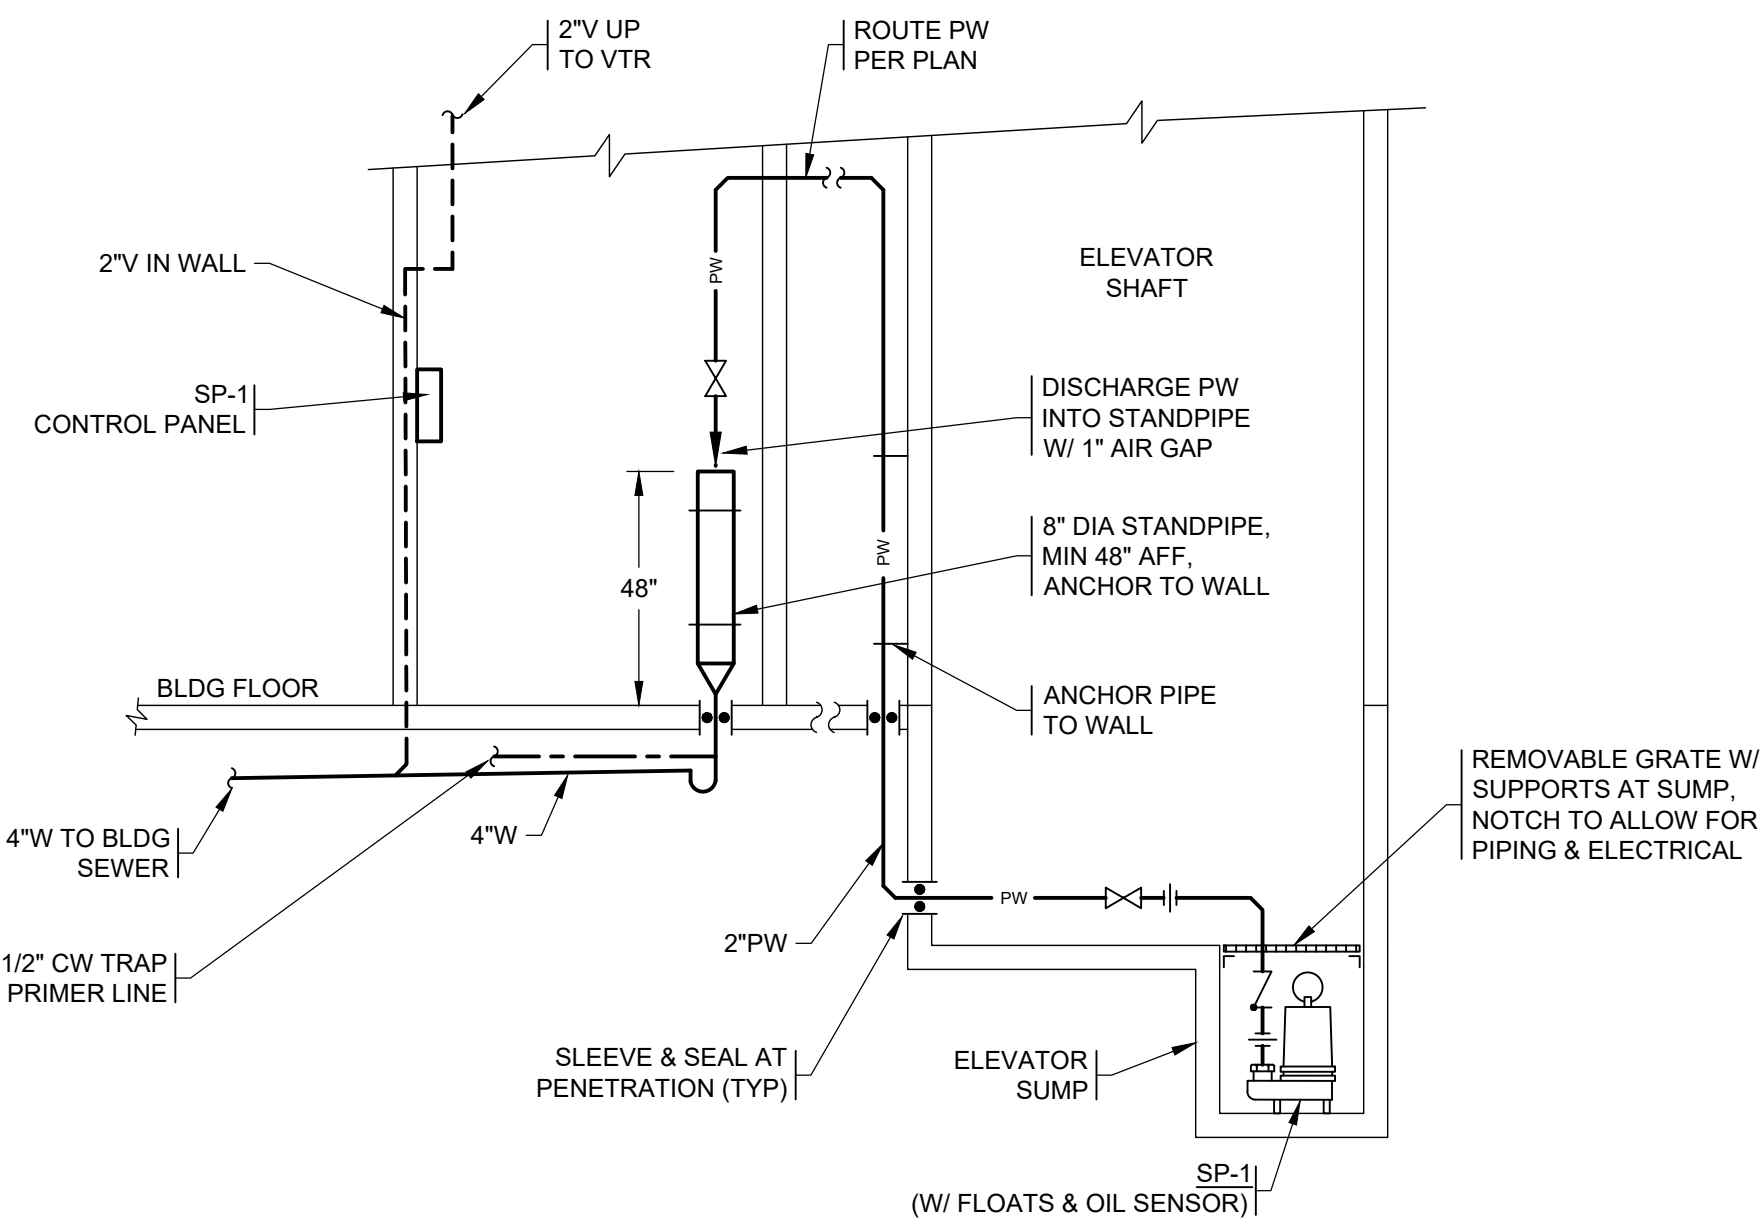 2"V UP
TO VTR
ROUTE PW
PER PLAN
2"V IN WALL
PW
ELEVATOR
SHAFT
SP-1
CONTROL PANEL
DISCHARGE PW
INTO STANDPIPE
W/ 1" AIR GAP
8" DIA STANDPIPE,
MIN 48" AFF,
ANCHOR TO WALL
PW
48"
BLDG FLOOR
ANCHOR PIPE
TO WALL
REMOVABLE GRATE W/
SUPPORTS AT SUMP,
NOTCH TO ALLOW FOR
PIPING & ELECTRICAL
4"W TO BLDG
SEWER
4"W
PW
2"PW
1/2" CW TRAP
PRIMER LINE
SLEEVE & SEAL AT
PENETRATION (TYP)
ELEVATOR
SUMP
SP-1
(W/ FLOATS & OIL SENSOR)